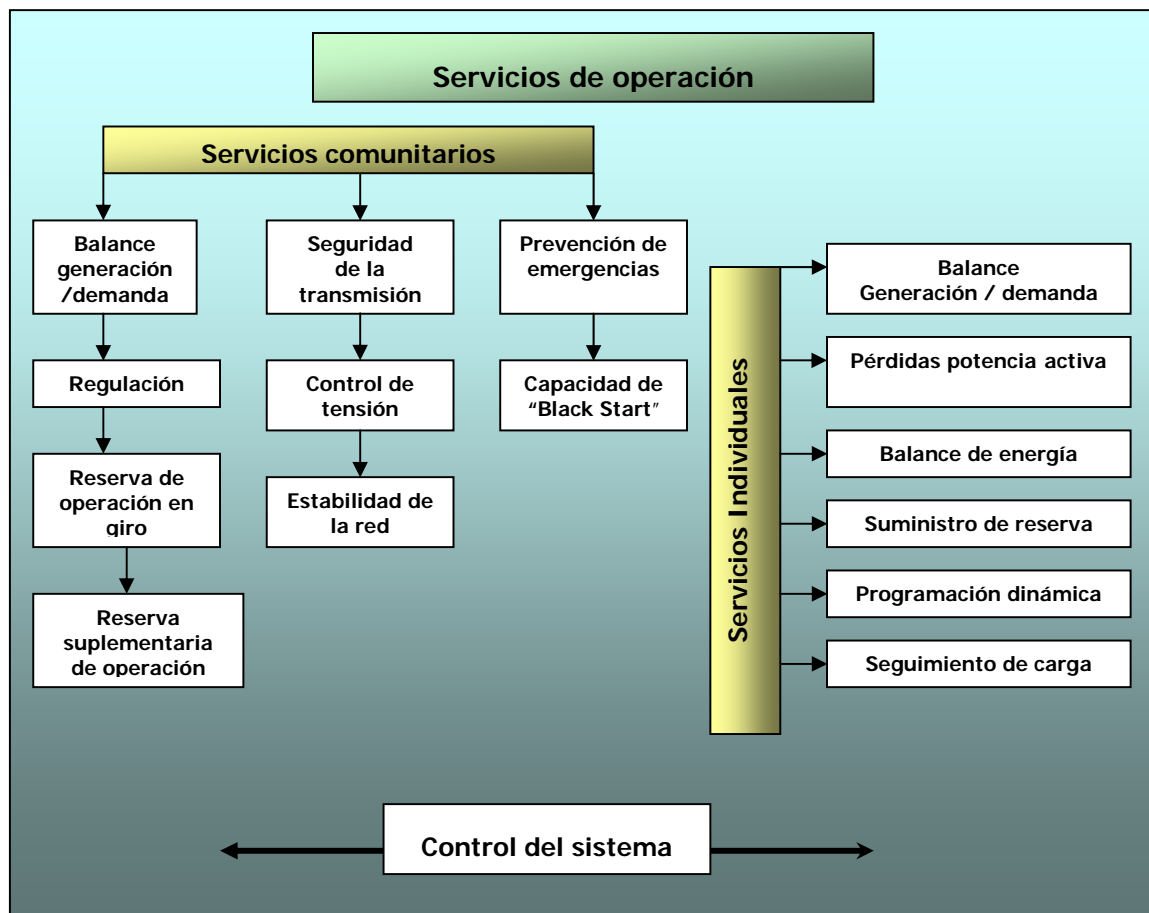 Servicios de operación
Servicios comunitarios
Balance
generación
/demanda
Regulación
Reserva de
operación en
giro
Reserva
suplementaria
de operación
Seguridad
de la
transmisión
Control de
tensión
Estabilidad de
la red
Prevención de
emergencias
Capacidad de
“Black Start”
Servicios Individuales
Balance
Generación / demanda
Pérdidas potencia activa
Balance de energía
Suministro de reserva
Programación dinámica
Seguimiento de carga
Control del sistema